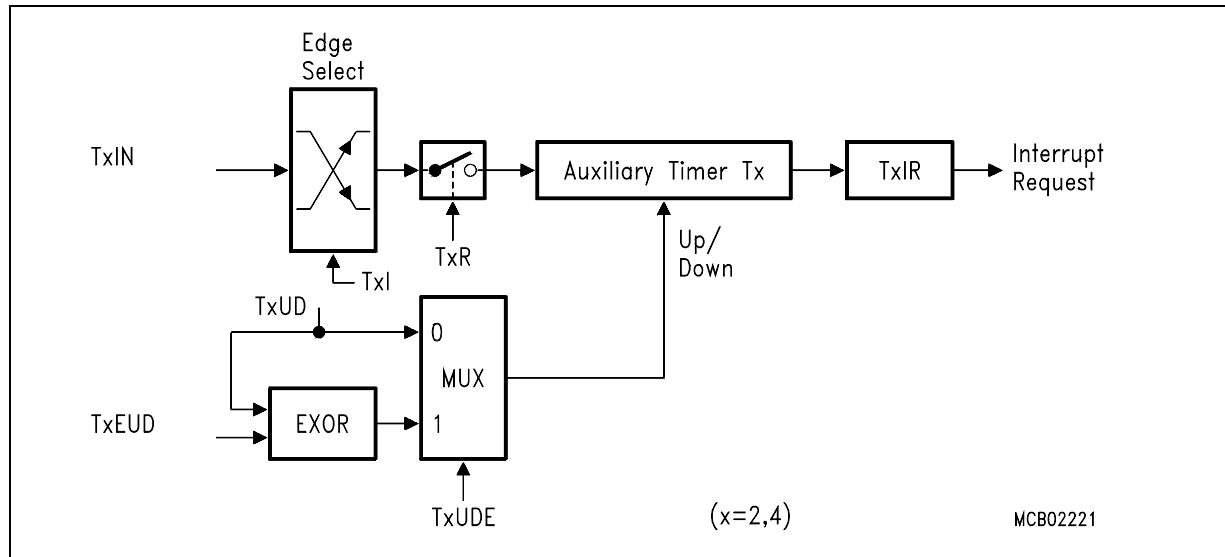 Edge
Select
TxIN
Auxiliary Timer Tx
TxIR
Interrupt
Request
TxR
Up/
Down
TxI
TxUD
0
MUX
TxEUD
EXOR
1
TxUDE
(x=2,4)
MCB02221